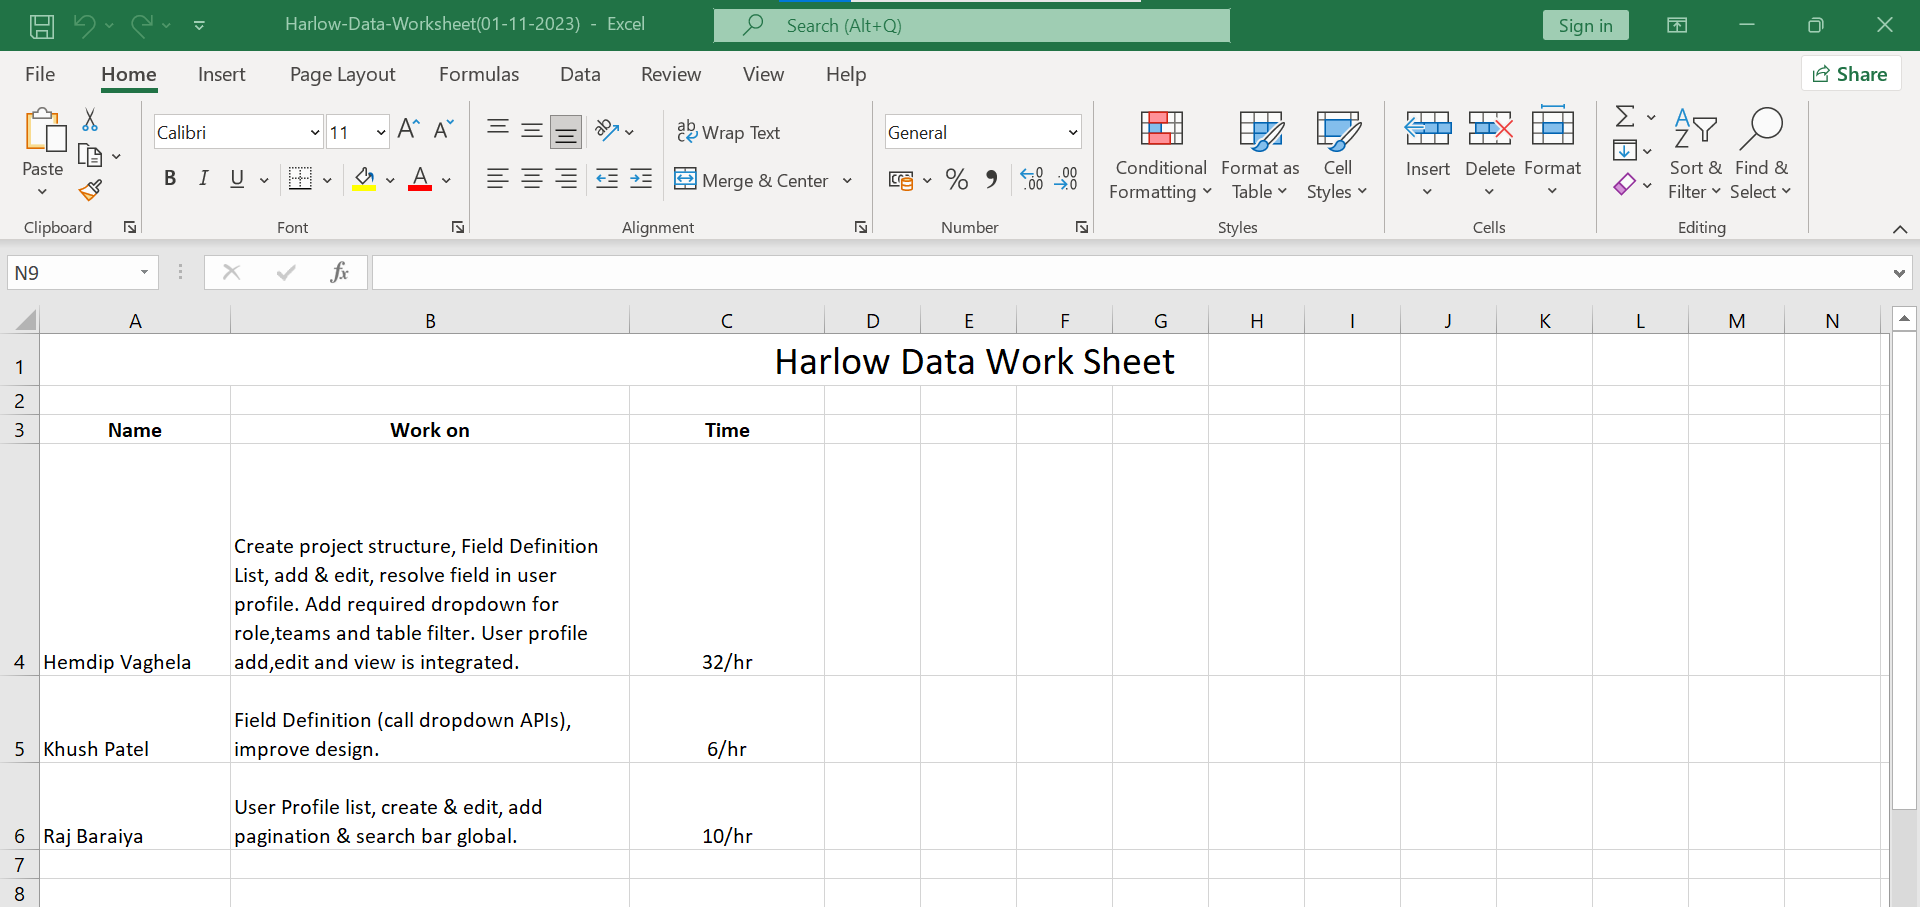 Harlow-Data-Worksheet(01-11-2023) - Excel
Search (Alt+Q)
Sign in
File Home Insert Page Layout Formulas Data Review View Help
Share
Paste
Clipboard
Calibri 11
B I U A
Font
ab Wrap Text
Merge & Center
Alignment
General
% 9
Number
Conditional Formatting
Format as Table
Cell Styles
Styles
Insert Delete Format
Cells
Sort & Filter
Find & Select
Editing
N9
fx
A B C D E F G H I J K L M N
1 Harlow Data Work Sheet
2
3 Name Work on Time
Create project structure, Field Definition
List, add & edit, resolve field in user
profile. Add required dropdown for
role,teams and table filter. User profile
4 Hemdip Vaghela add,edit and view is integrated. 32/hr
Field Definition (call dropdown APIs),
5 Khush Patel improve design. 6/hr
User Profile list, create & edit, add
6 Raj Baraiya pagination & search bar global. 10/hr
7
8